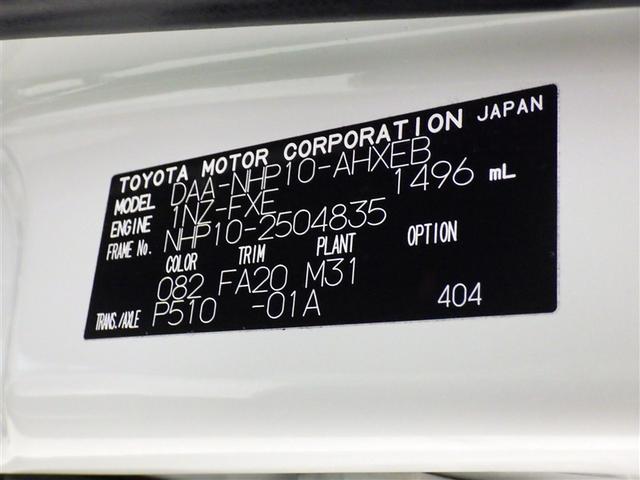 TOYOTA MOTOR CORPORATION JAPAN
MODEL DAA-NHP10-AHXEB
ENGINE 1NZ-FXE 1496 mL
FRAME No. NHP10-2504835
COLOR TRIM PLANT OPTION
082 FA20 M31
TRANS./AXLE P510 -01A 404